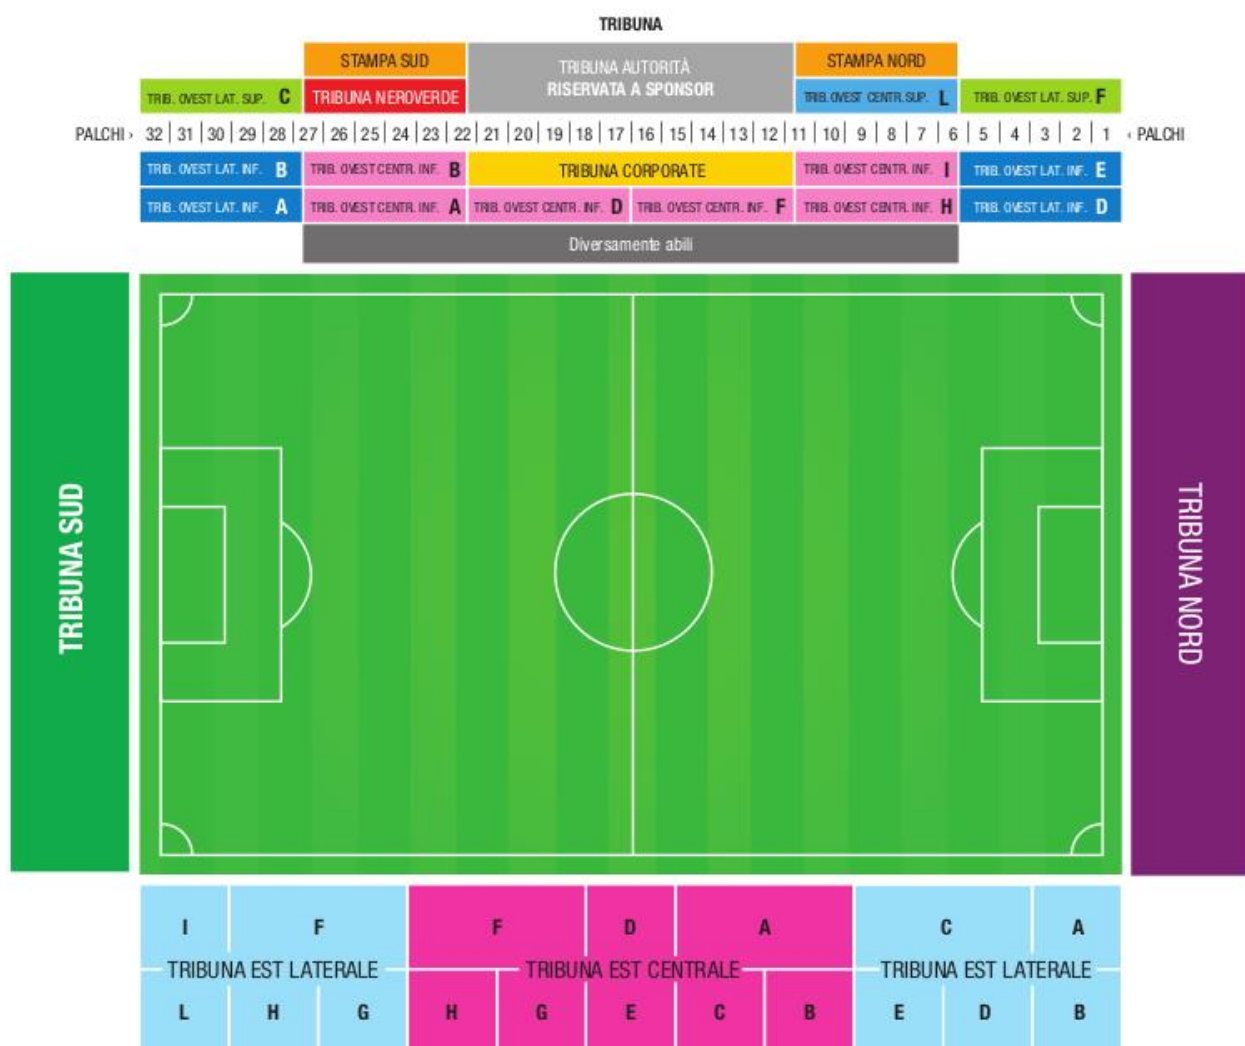 TRIBUNA
STAMPA SUD
TRIBUNA AUTORITÀ
RISERVATA A SPONSOR
STAMPA NORD
TRIB. OVEST LAT. SUP. C
TRIBUNA NEROVERDE
TRIB. OVEST CENTR. SUP. L
TRIB. OVEST LAT. SUP. F
PALCHI › 32 | 31 | 30 | 29 | 28 | 27 | 26 | 25 | 24 | 23 | 22 | 21 | 20 | 19 | 18 | 17 | 16 | 15 | 14 | 13 | 12 | 11 | 10 | 9 | 8 | 7 | 6 | 5 | 4 | 3 | 2 | 1 ‹ PALCHI
TRIB. OVEST LAT. INF. B
TRIB. OVEST CENTR. INF. B
TRIBUNA CORPORATE
TRIB. OVEST CENTR. INF. I
TRIB. OVEST LAT. INF. E
TRIB. OVEST LAT. INF. A
TRIB. OVEST CENTR. INF. A
TRIB. OVEST CENTR. INF. D
TRIB. OVEST CENTR. INF. F
TRIB. OVEST CENTR. INF. H
TRIB. OVEST LAT. INF. D
Diversamente abili
TRIBUNA SUD
TRIBUNA NORD
I F F D A C A
TRIBUNA EST LATERALE
TRIBUNA EST CENTRALE
TRIBUNA EST LATERALE
L H G H G E C B E D B